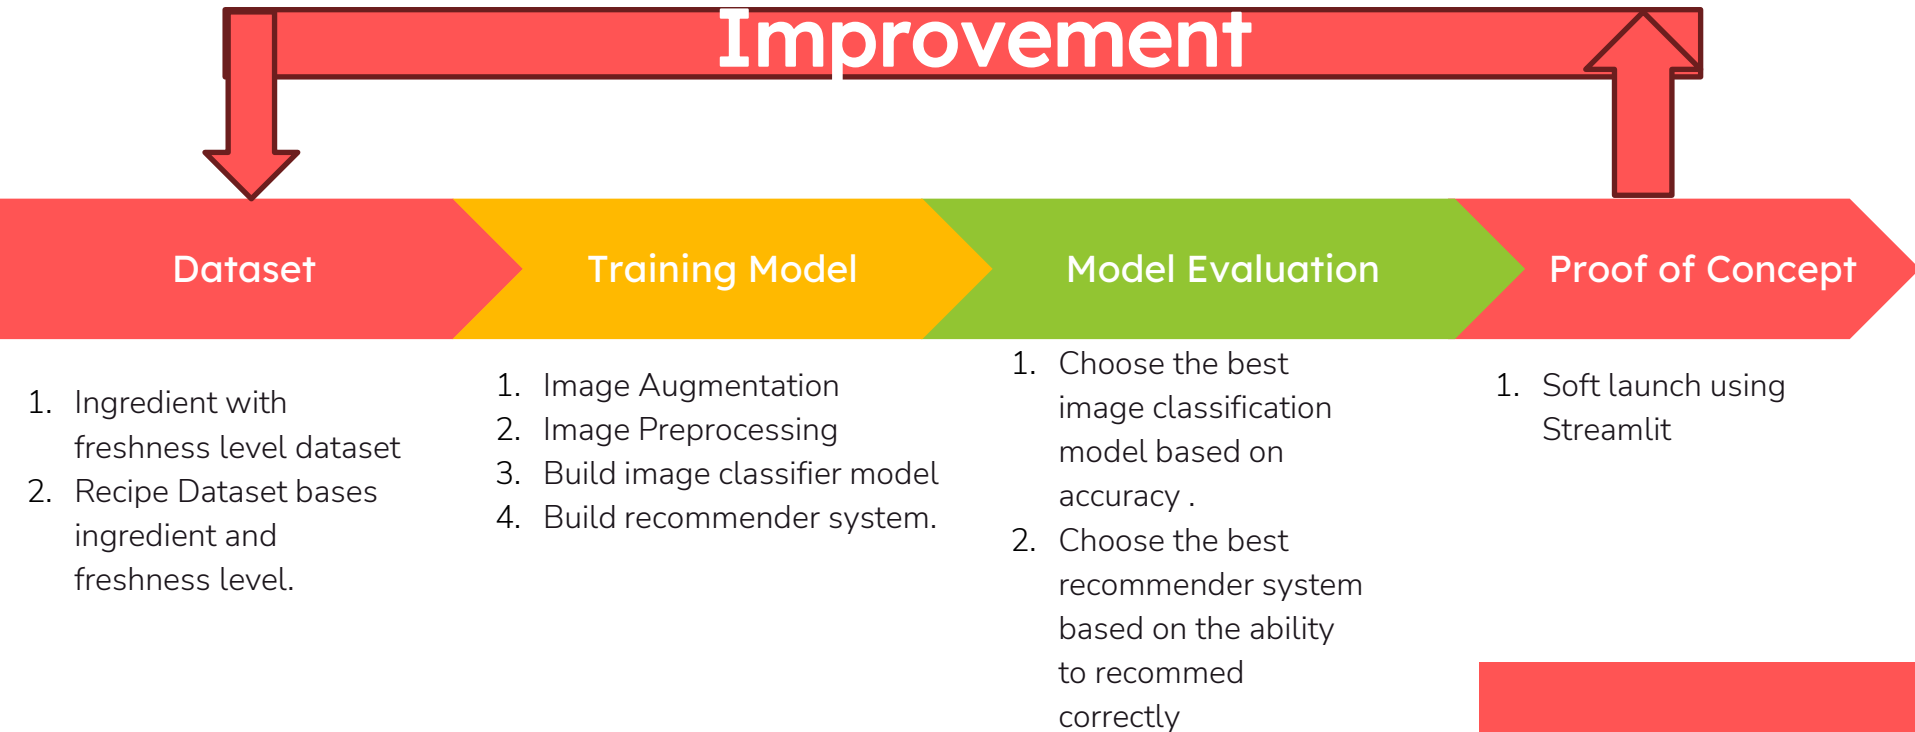 Improvement
Dataset
Training Model
Model Evaluation
Proof of Concept
1. Ingredient with
freshness level dataset
2. Recipe Dataset bases
ingredient and
freshness level.
1. Image Augmentation
2. Image Preprocessing
3. Build image classifier model
4. Build recommender system.
1. Choose the best
image classification
model based on
accuracy .
2. Choose the best
recommender system
based on the ability
to recommed
correctly
1. Soft launch using
Streamlit